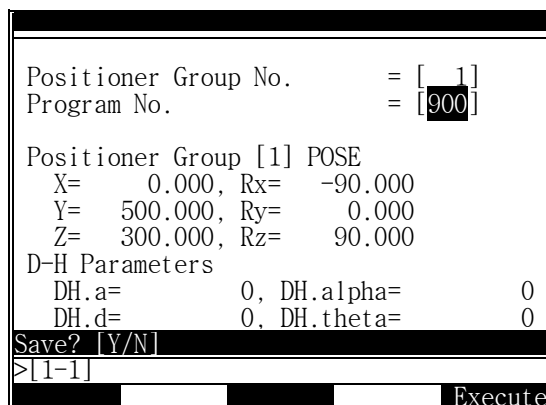 Positioner Group No. = [  1]
Program No. = [900]
Positioner Group [1] POSE
X= 0.000, Rx= -90.000
Y= 500.000, Ry= 0.000
Z= 300.000, Rz= 90.000
D-H Parameters
DH.a= 0, DH.alpha= 0
DH.d= 0, DH.theta= 0
Save? [Y/N]
>[1-1]
Execute